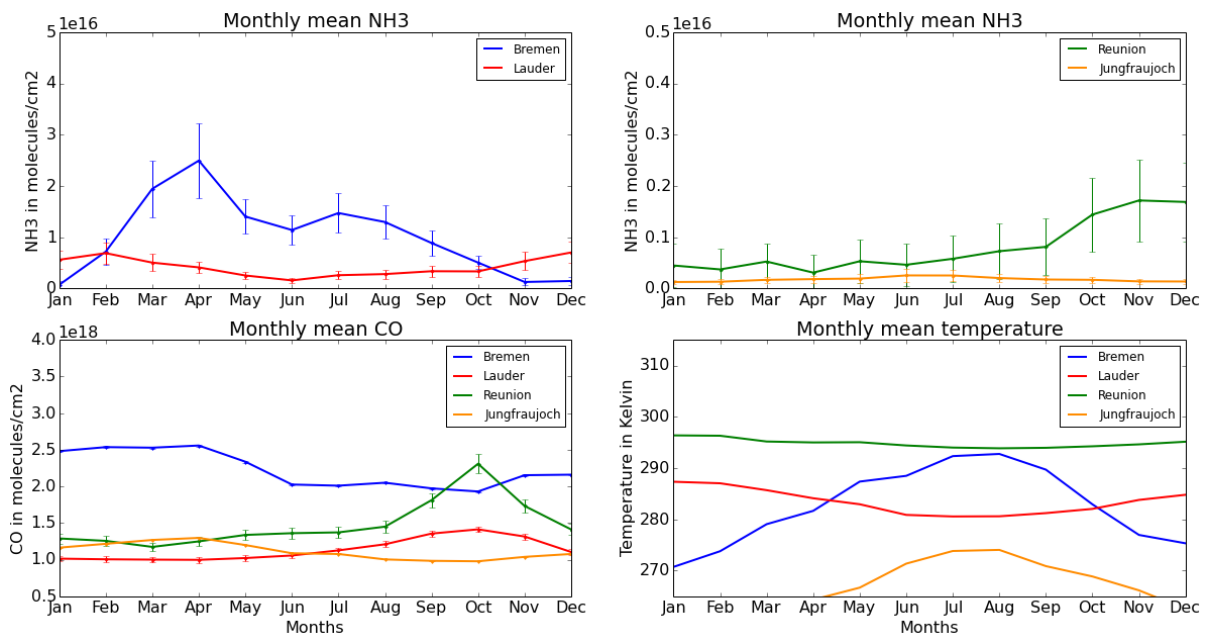 Monthly mean NH3
1e16
NH3 in molecules/cm2
5
4
3
2
1
0
Bremen
Lauder
Jan Feb Mar Apr May Jun Jul Aug Sep Oct Nov Dec
Monthly mean NH3
1e16
NH3 in molecules/cm2
0.5
0.4
0.3
0.2
0.1
0.0
Reunion
Jungfraujoch
Jan Feb Mar Apr May Jun Jul Aug Sep Oct Nov Dec
Monthly mean CO
1e18
CO in molecules/cm2
4.0
3.5
3.0
2.5
2.0
1.5
1.0
0.5
Bremen
Lauder
Reunion
Jungfraujoch
Jan Feb Mar Apr May Jun Jul Aug Sep Oct Nov Dec
Months
Monthly mean temperature
Temperature in Kelvin
310
300
290
280
270
Bremen
Lauder
Reunion
Jungfraujoch
Jan Feb Mar Apr May Jun Jul Aug Sep Oct Nov Dec
Months